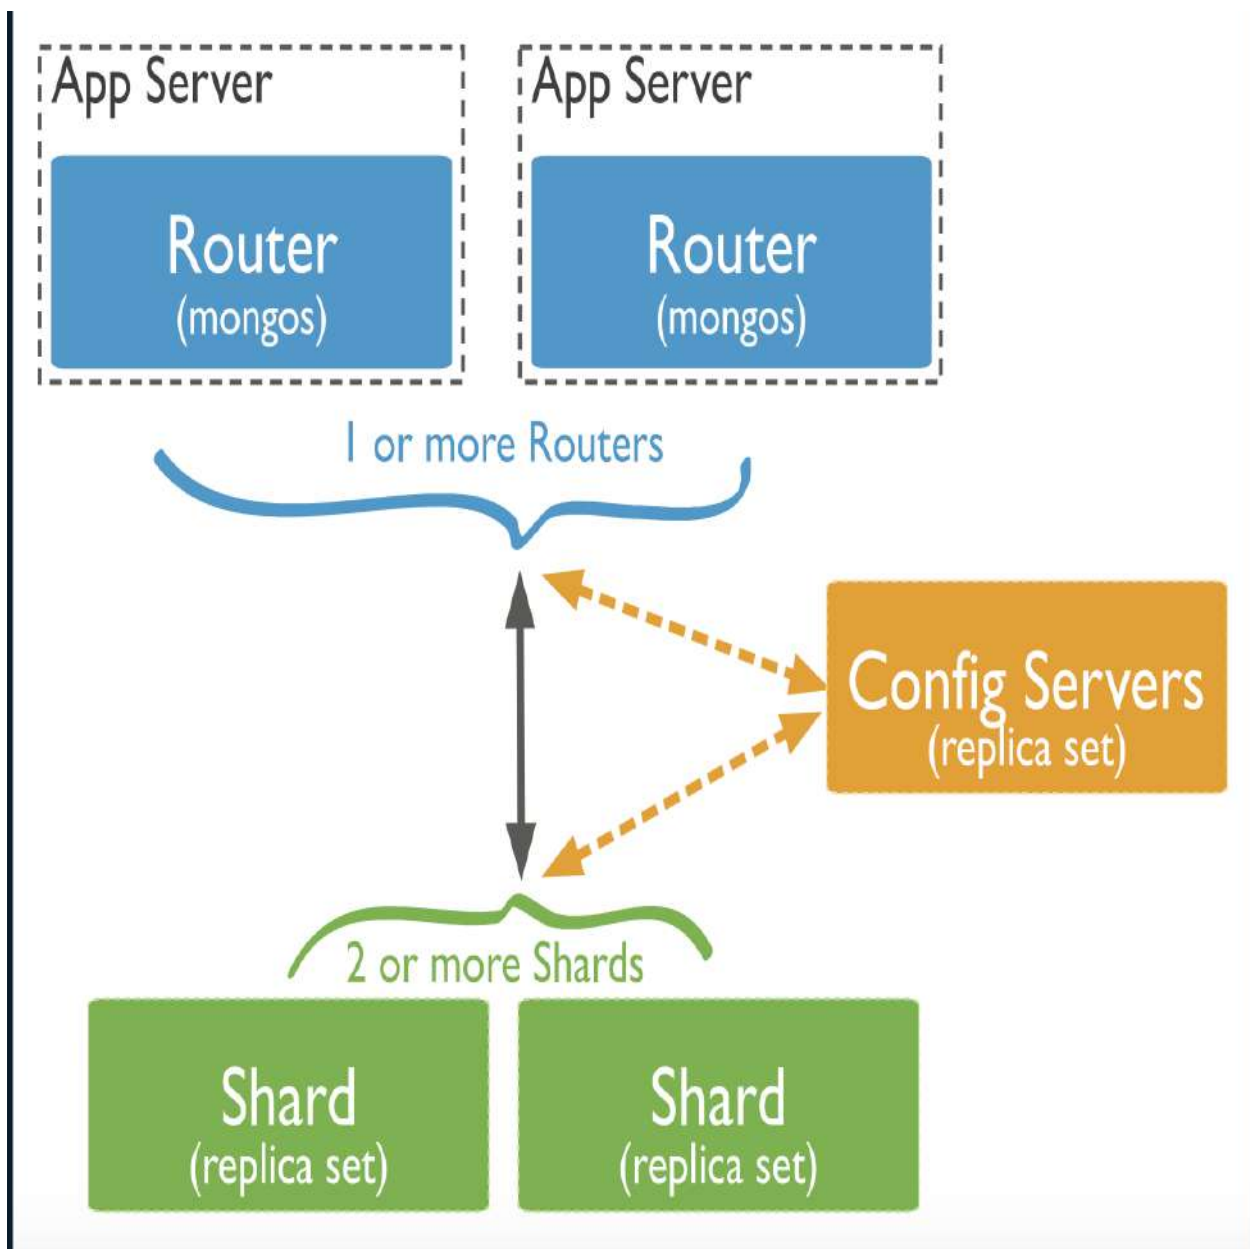 App Server
App Server
Router
(mongos)
Router
(mongos)
1 or more Routers
Config Servers
(replica set)
2 or more Shards
Shard
(replica set)
Shard
(replica set)